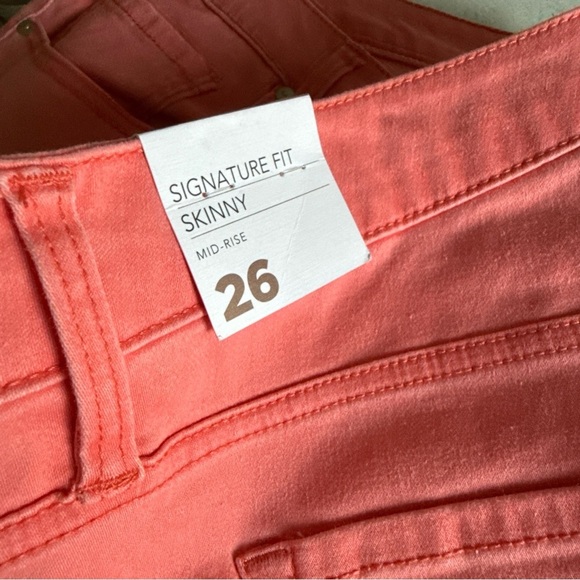 SIGNATURE FIT
SKINNY
MID-RISE
26